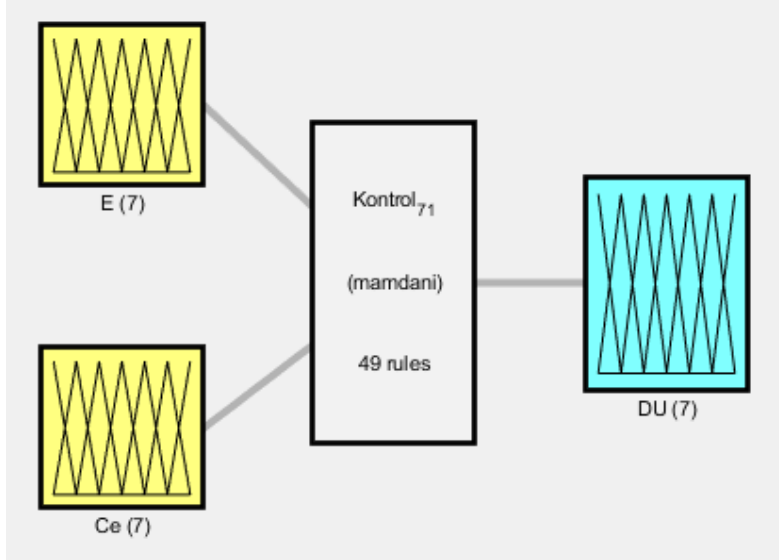 E (7)
Kontrol71
(mamdani)
49 rules
DU (7)
Ce (7)